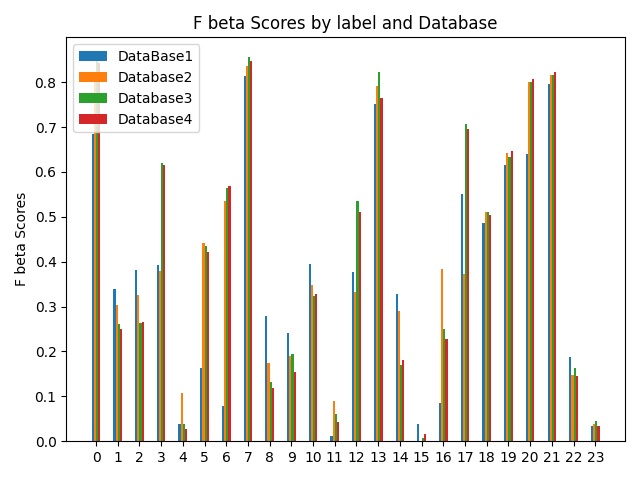 F beta Scores by label and Database
DataBase1
Database2
Database3
Database4
F beta Scores
0.8
0.7
0.6
0.5
0.4
0.3
0.2
0.1
0.0
0 1 2 3 4 5 6 7 8 9 10 11 12 13 14 15 16 17 18 19 20 21 22 23